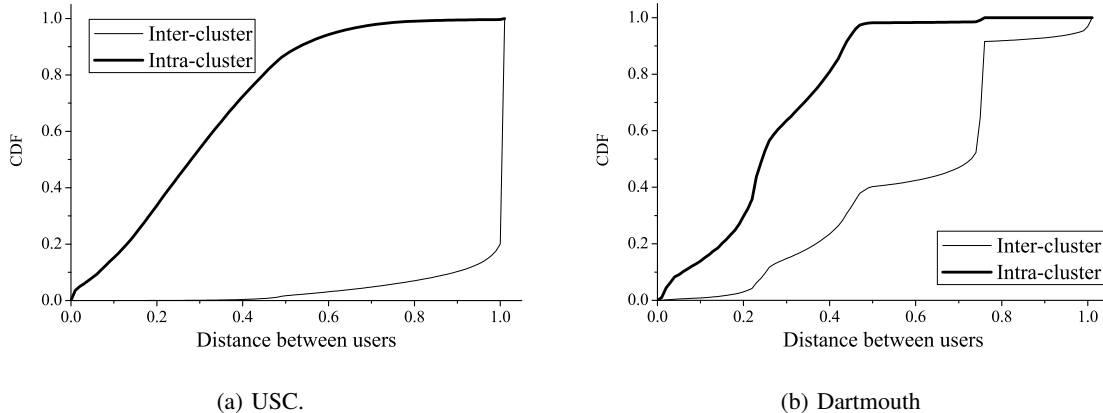 1.0
0.8
0.6
0.4
0.2
0.0
CDF
Inter-cluster
Intra-cluster
0.0 0.2 0.4 0.6 0.8 1.0
Distance between users
(a) USC.
1.0
0.8
0.6
0.4
0.2
0.0
CDF
Inter-cluster
Intra-cluster
0.0 0.2 0.4 0.6 0.8 1.0
Distance between users
(b) Dartmouth